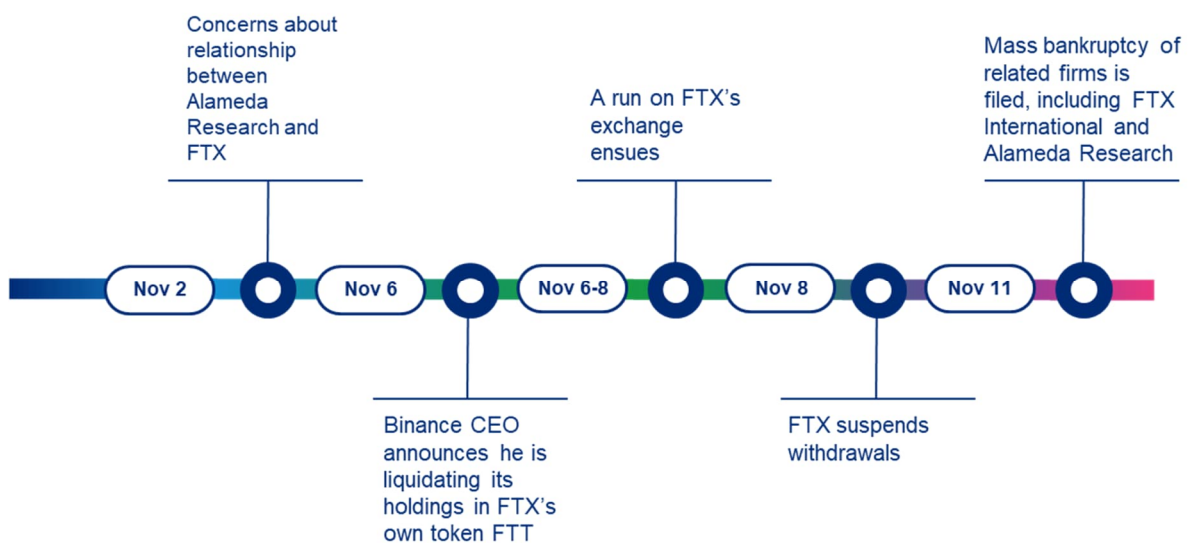 Concerns about
relationship
between
Alameda
Research and
FTX
A run on FTX's
exchange
ensues
Mass bankruptcy of
related firms is
filed, including FTX
International and
Alameda Research
Nov 2
Nov 6
Nov 6-8
Nov 8
Nov 11
Binance CEO
announces he is
liquidating its
holdings in FTX's
own token FTT
FTX suspends
withdrawals